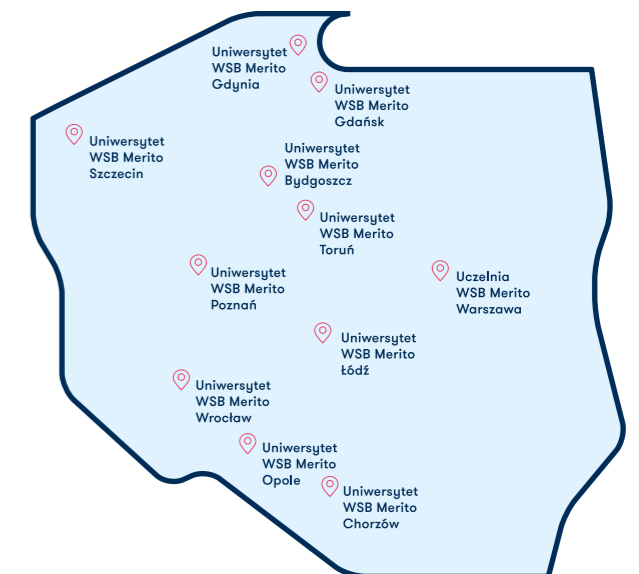 Uniwersytet
WSB Merito
Gdynia
Uniwersytet
WSB Merito
Gdańsk
Uniwersytet
WSB Merito
Szczecin
Uniwersytet
WSB Merito
Bydgoszcz
Uniwersytet
WSB Merito
Toruń
Uniwersytet
WSB Merito
Poznań
Uczelnia
WSB Merito
Warszawa
Uniwersytet
WSB Merito
Łódź
Uniwersytet
WSB Merito
Wrocław
Uniwersytet
WSB Merito
Opole
Uniwersytet
WSB Merito
Chorzów